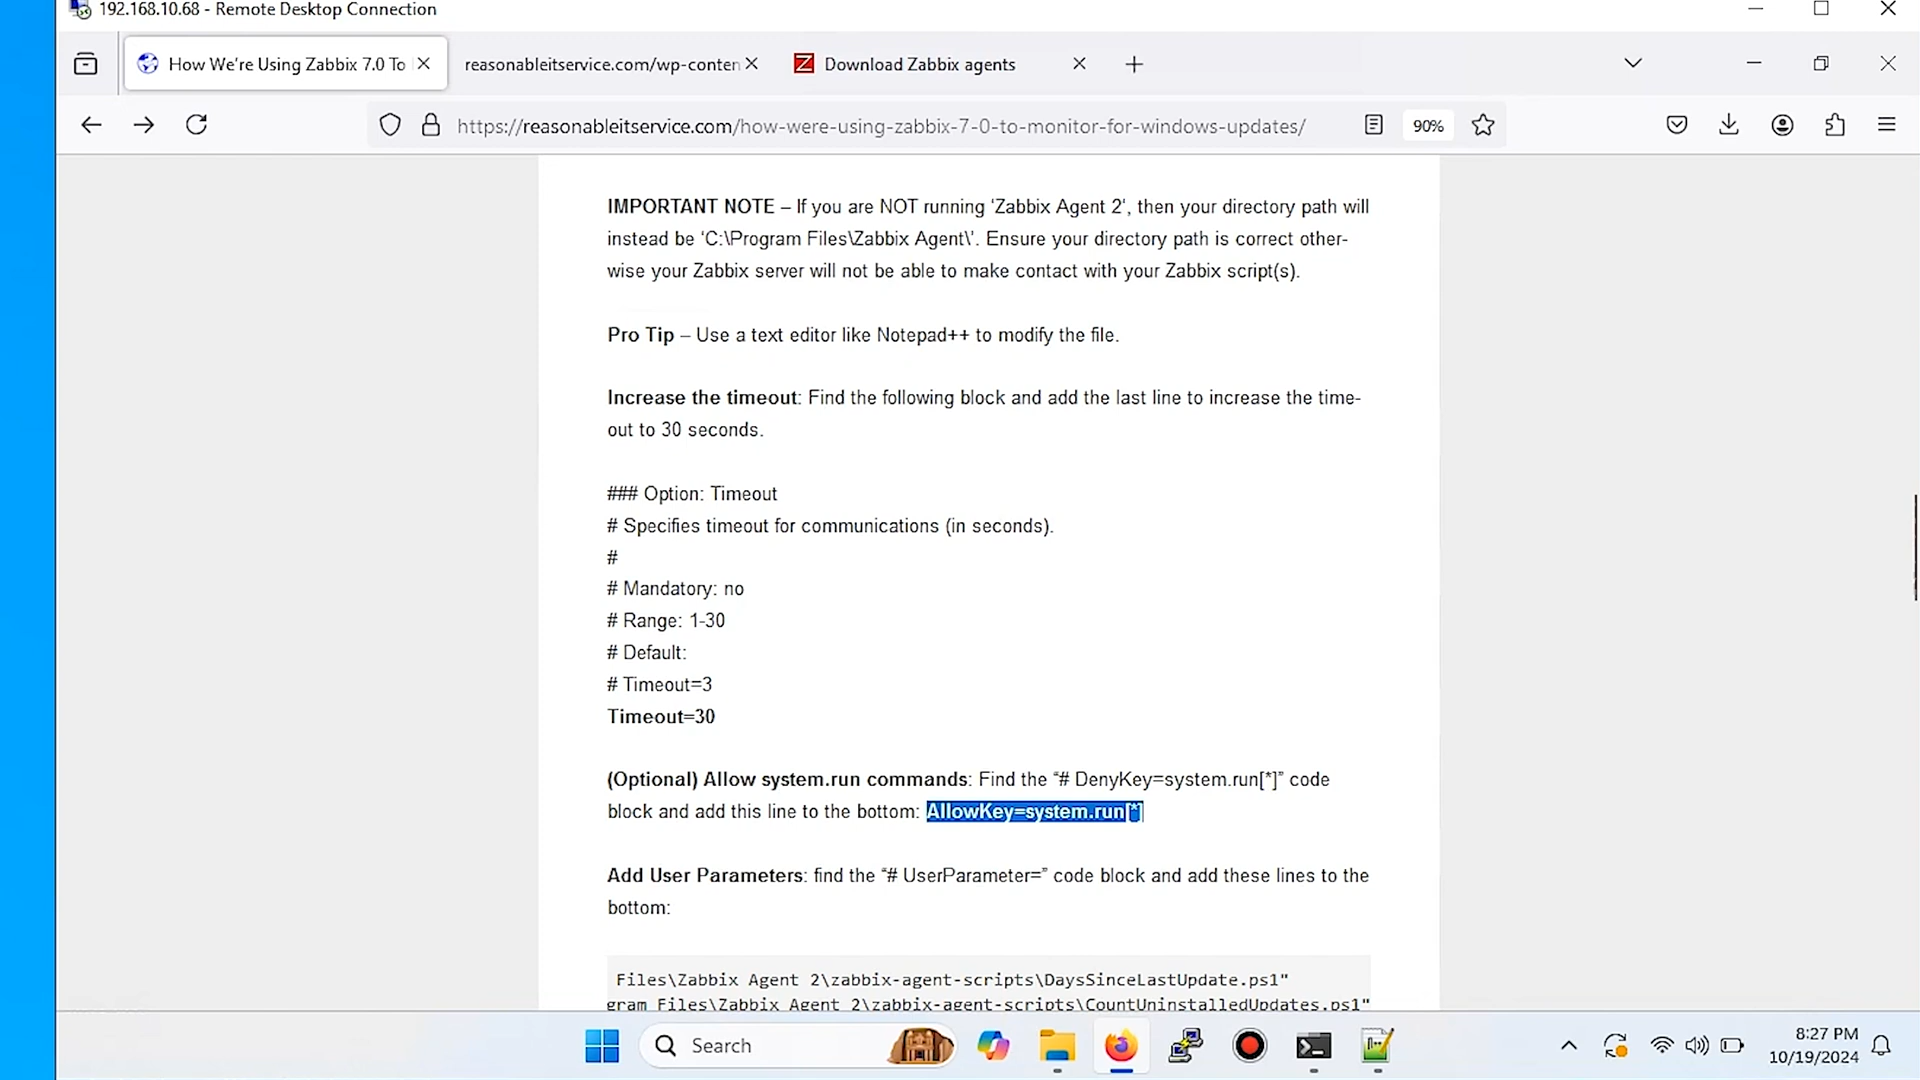 192.168.10.68 - Remote Desktop Connection
How We're Using Zabbix 7.0 To
reasonableitservice.com/wp-conten
Download Zabbix agents
https://reasonableitservice.com/how-were-using-zabbix-7-0-to-monitor-for-windows-updates/
90%
IMPORTANT NOTE – If you are NOT running 'Zabbix Agent 2', then your directory path will
instead be 'C:\Program Files\Zabbix Agent\'. Ensure your directory path is correct other-
wise your Zabbix server will not be able to make contact with your Zabbix script(s).
Pro Tip – Use a text editor like Notepad++ to modify the file.
Increase the timeout: Find the following block and add the last line to increase the time-
out to 30 seconds.
### Option: Timeout
# Specifies timeout for communications (in seconds).
#
# Mandatory: no
# Range: 1-30
# Default:
# Timeout=3
Timeout=30
(Optional) Allow system.run commands: Find the “# DenyKey=system.run[*]” code
block and add this line to the bottom: AllowKey=system.run[*]
Add User Parameters: find the “# UserParameter=” code block and add these lines to the
bottom:
Files\Zabbix Agent 2\zabbix-agent-scripts\DaysSinceLastUpdate.ps1"
gram Files\Zabbix Agent 2\zabbix-agent-scripts\CountUninstalledUpdates.ps1"
Search
8:27 PM
10/19/2024